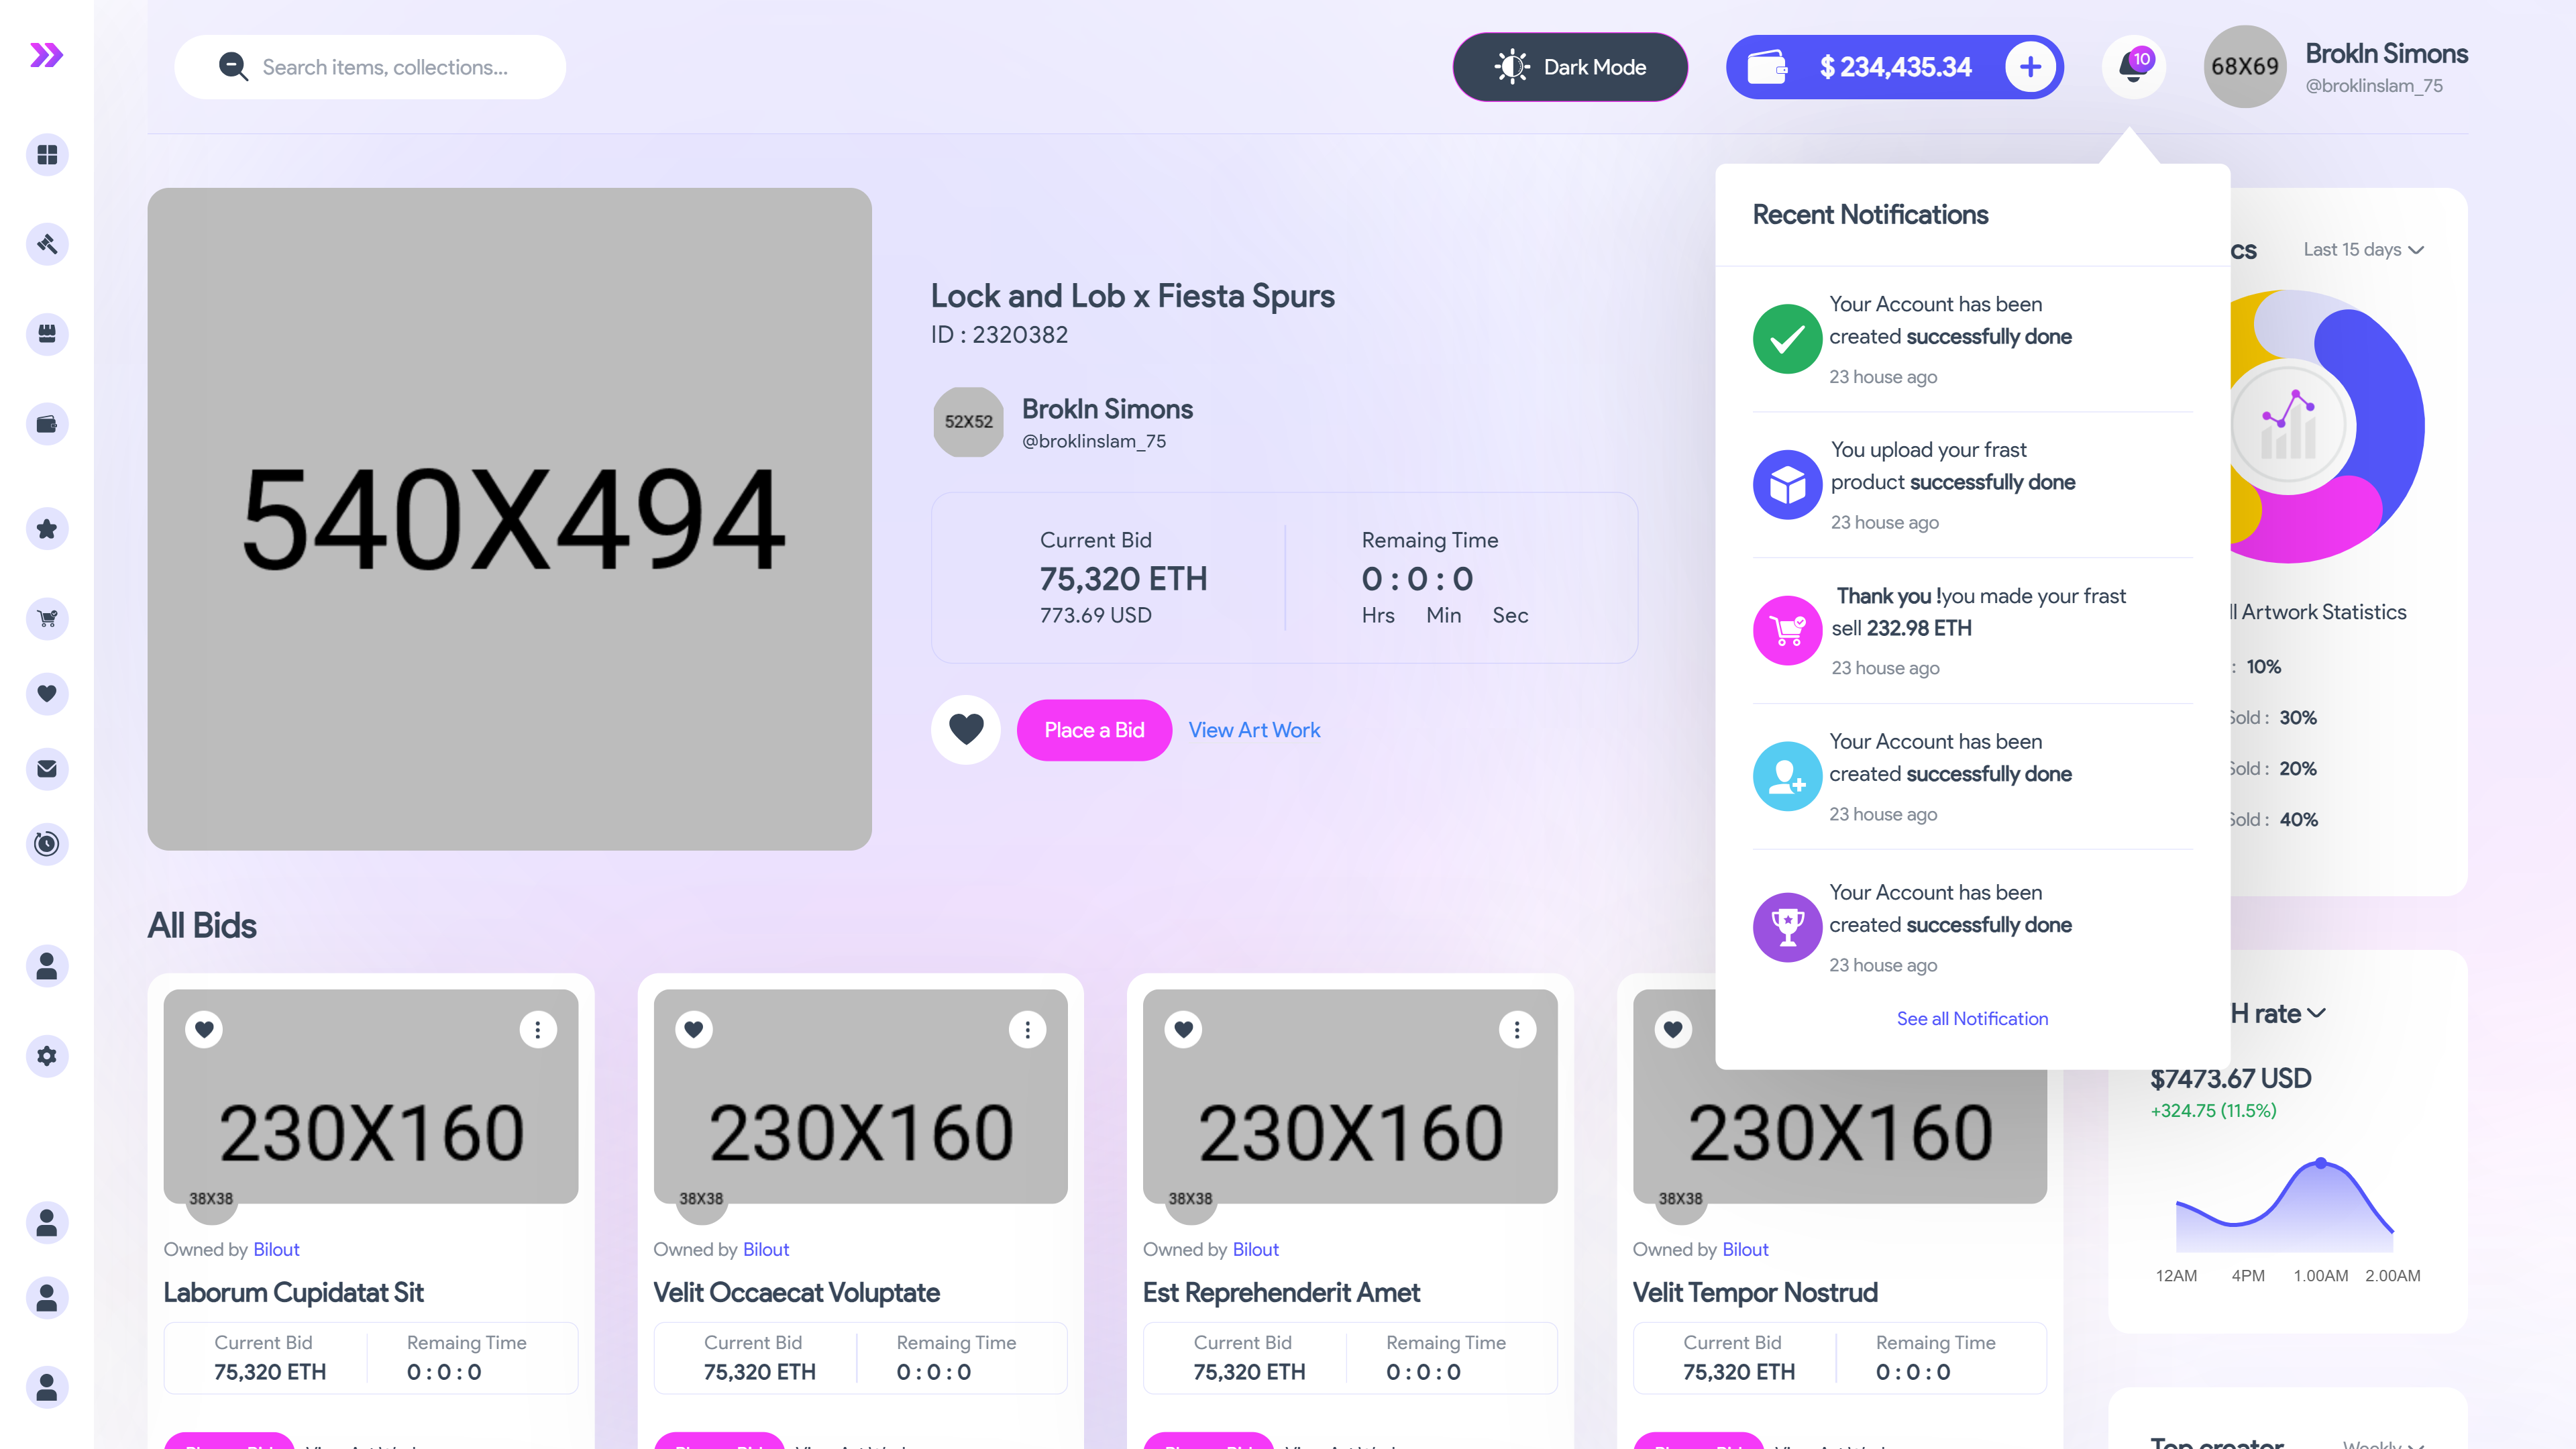 Search items, collections...
Dark Mode
$ 234,435.34
10
68X69
Brokln Simons
@broklinslam_75
540X494
Lock and Lob x Fiesta Spurs
ID : 2320382
52X52
Brokln Simons
@broklinslam_75
Current Bid
75,320 ETH
773.69 USD
Remaing Time
0 : 0 : 0
Hrs Min Sec
Place a Bid
View Art Work
Recent Notifications
Your Account has been
created successfully done
23 house ago
You upload your frast
product successfully done
23 house ago
Thank you !you made your frast
sell 232.98 ETH
23 house ago
Your Account has been
created successfully done
23 house ago
Your Account has been
created successfully done
23 house ago
See all Notification
cs
Last 15 days
ll Artwork Statistics
: 10%
Sold : 30%
Sold : 20%
Sold : 40%
H rate
$7473.67 USD
+324.75 (11.5%)
12AM 4PM 1.00AM 2.00AM
All Bids
230X160
38X38
Owned by Bilout
Laborum Cupidatat Sit
Current Bid
75,320 ETH
Remaing Time
0 : 0 : 0
230X160
38X38
Owned by Bilout
Velit Occaecat Voluptate
Current Bid
75,320 ETH
Remaing Time
0 : 0 : 0
230X160
38X38
Owned by Bilout
Est Reprehenderit Amet
Current Bid
75,320 ETH
Remaing Time
0 : 0 : 0
230X160
38X38
Owned by Bilout
Velit Tempor Nostrud
Current Bid
75,320 ETH
Remaing Time
0 : 0 : 0
Top creator
Weekly